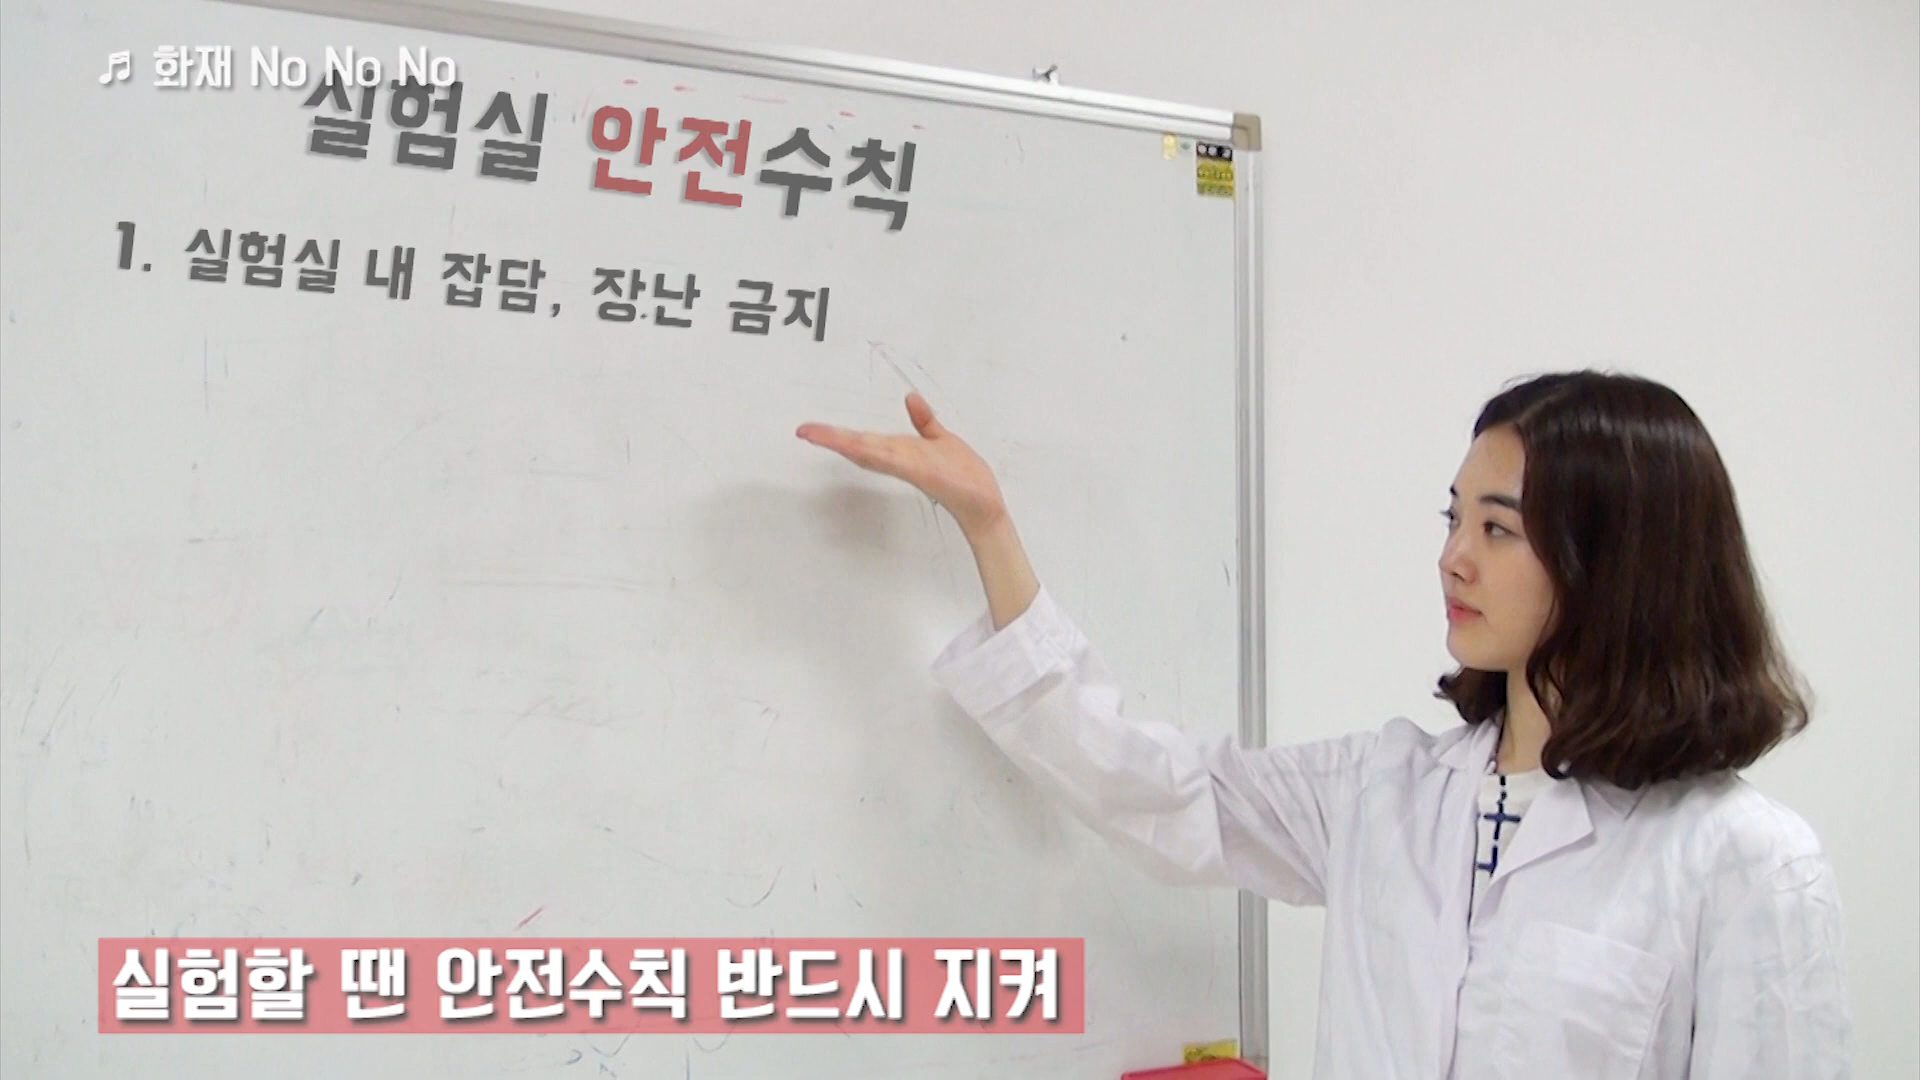 ♬ 화재 No No No
실험실 안전수칙
1. 실험실 내 잡담, 장난 금지
실험할 땐 안전수칙 반드시 지켜